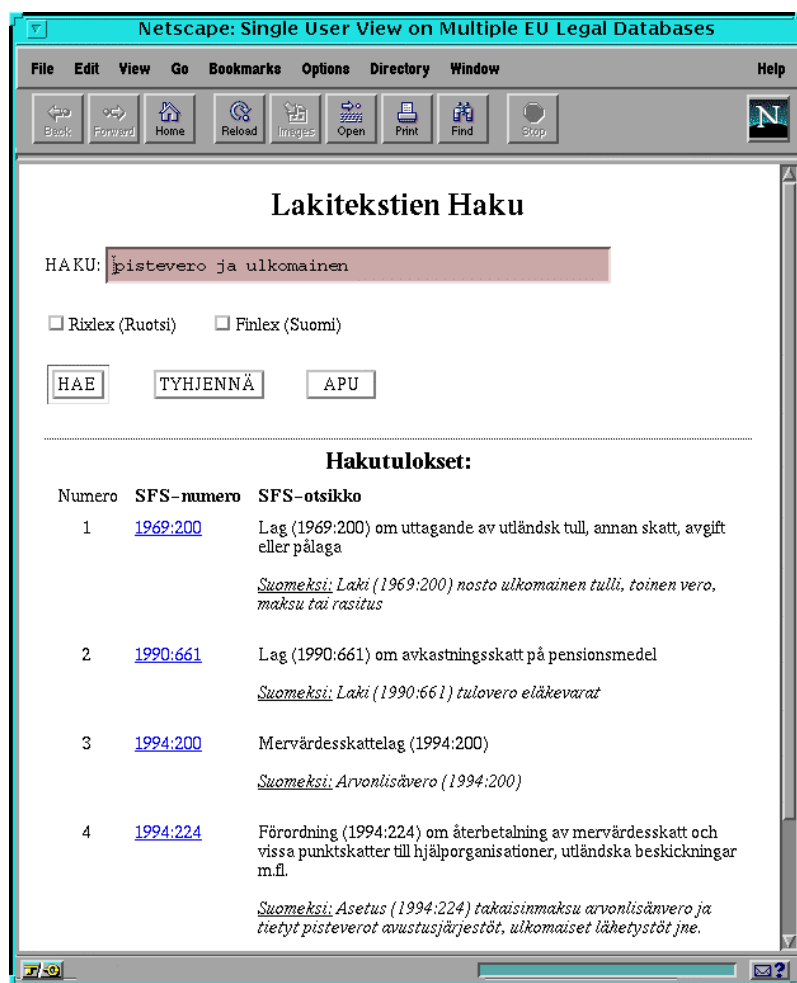 Netscape: Single User View on Multiple EU Legal Databases
File Edit View Go Bookmarks Options Directory Window Help
Back Forward Home Reload Images Open Print Find Stop N
Lakitekstien Haku
HAKU: pistevero ja ulkomainen
Rixlex (Ruotsi) Finlex (Suomi)
HAE TYHJENNÄ APU
Hakutulokset:
Numero SFS-numero SFS-otsikko
1 1969:200 Lag (1969:200) om uttagande av utländsk tull, annan skatt, avgift
eller pålaga
Suomeksi: Laki (1969:200) nosto ulkomainen tulli, toinen vero,
maksu tai rasitus
2 1990:661 Lag (1990:661) om avkastningsskatt på pensionsmedel
Suomeksi: Laki (1990:661) tulovero eläkevarat
3 1994:200 Mervärdesskattelag (1994:200)
Suomeksi: Arvonlisävero (1994:200)
4 1994:224 Förordning (1994:224) om återbetalning av mervärdesskatt och
vissa punktskatter till hjälporganisationer, utländska beskickningar
m.fl.
Suomeksi: Asetus (1994:224) takaisinmaksu arvonlisänvero ja
tietyt pisteverot avustusjärjestöt, ulkomaiset lähetystöt jne.
?